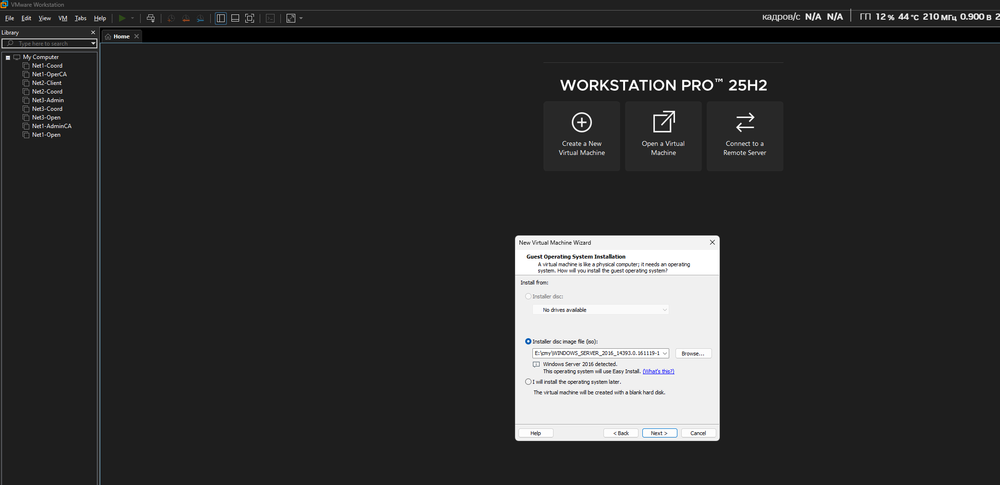 VMware Workstation
File Edit View VM Tabs Help
кадров/с N/A N/A ГП 12 % 44 °C 210 МГц 0.900 В 2
Library
Type here to search
Home
My Computer
Net1-Coord
Net1-OperCA
Net2-Client
Net2-Coord
Net3-Admin
Net3-Coord
Net3-Open
Net1-AdminCA
Net1-Open
WORKSTATION PRO™ 25H2
Create a New
Virtual Machine
Open a Virtual
Machine
Connect to a
Remote Server
New Virtual Machine Wizard
Guest Operating System Installation
A virtual machine is like a physical computer; it needs an operating
system. How will you install the guest operating system?
Install from:
Installer disc:
No drives available
Installer disc image file (iso):
E:\cmy\WINDOWS_SERVER_2016_14393.0.161119-1
Browse...
Windows Server 2016 detected.
This operating system will use Easy Install. (What's this?)
I will install the operating system later.
The virtual machine will be created with a blank hard disk.
Help < Back Next > Cancel